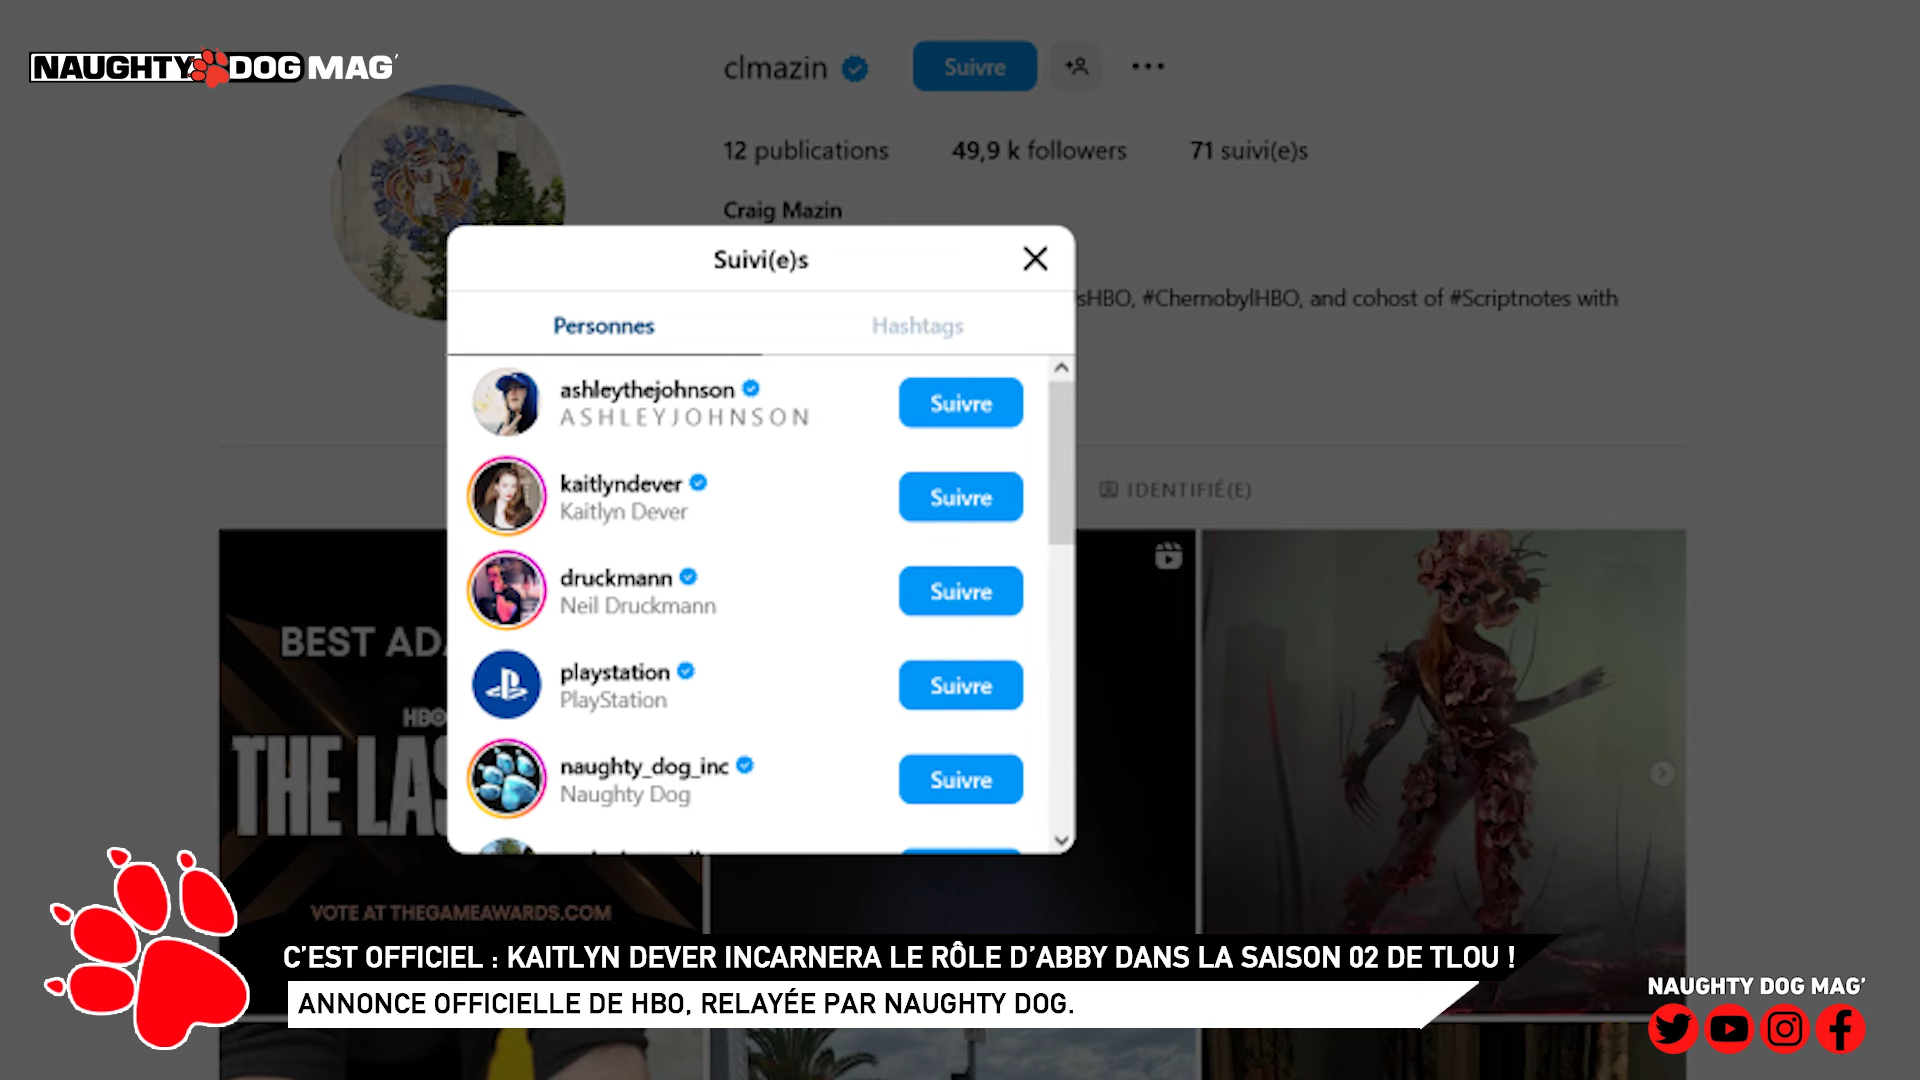 NAUGHTY DOG MAG'
clmazin
Suivre
12 publications
49,9 k followers
71 suivi(e)s
Craig Mazin
sHBO, #ChernobylHBO, and cohost of #Scriptnotes with
Suivi(e)s
Personnes
Hashtags
ashleythejohnson
ASHLEYJOHNSON
Suivre
kaitlyndever
Kaitlyn Dever
Suivre
druckmann
Neil Druckmann
Suivre
playstation
PlayStation
Suivre
naughty_dog_inc
Naughty Dog
Suivre
IDENTIFIÉ(E)
BEST ADA
HBO
THE LAS
VOTE AT THEGAMEAWARDS.COM
C'EST OFFICIEL : KAITLYN DEVER INCARNERA LE RÔLE D'ABBY DANS LA SAISON 02 DE TLOU !
ANNONCE OFFICIELLE DE HBO, RELAYÉE PAR NAUGHTY DOG.
NAUGHTY DOG MAG'